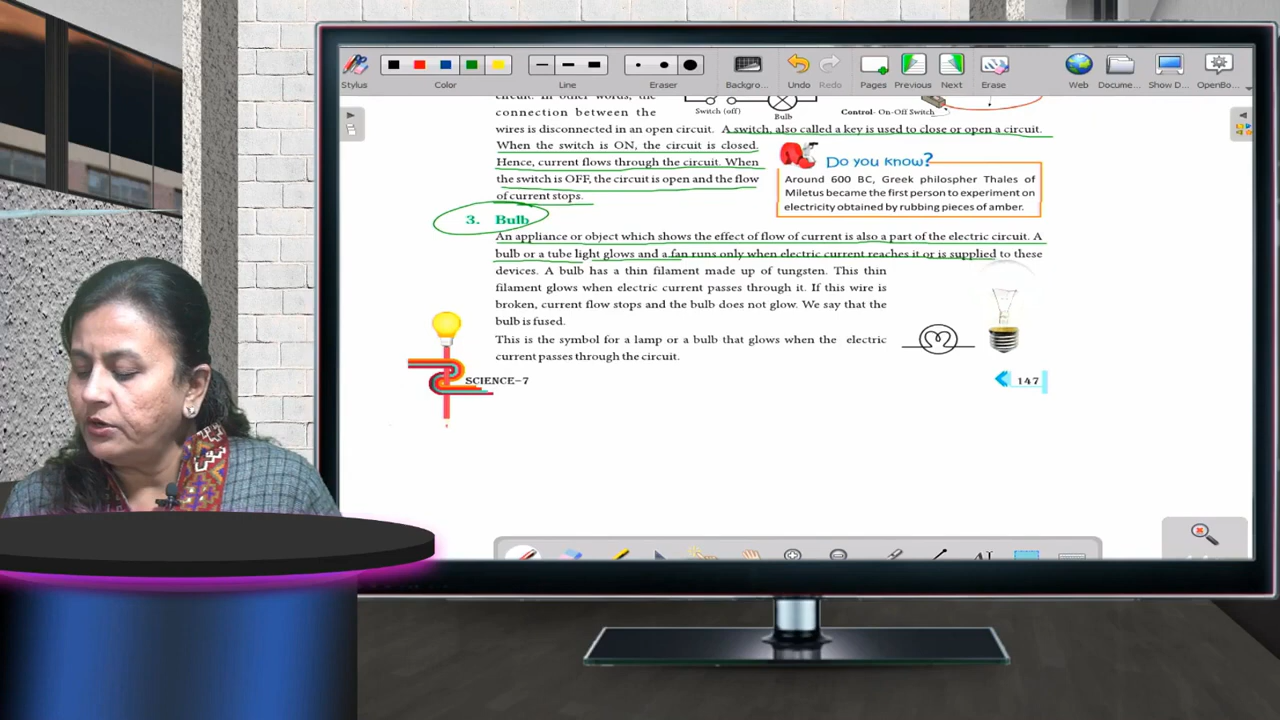 Stylus
Color
Line
Eraser
Backgro...
Undo
Redo
Pages
Previous
Next
Erase
Web
Docume...
Show D...
OpenBo...
circuit. In other words, the
connection between the
Switch (off)
Bulb
Control- On-Off Switch
wires is disconnected in an open circuit. A switch, also called a key is used to close or open a circuit.
When the switch is ON, the circuit is closed.
Hence, current flows through the circuit. When
the switch is OFF, the circuit is open and the flow
of current stops.
Do you know?
Around 600 BC, Greek philospher Thales of
Miletus became the first person to experiment on
electricity obtained by rubbing pieces of amber.
3. Bulb
An appliance or object which shows the effect of flow of current is also a part of the electric circuit. A
bulb or a tube light glows and a fan runs only when electric current reaches it or is supplied to these
devices. A bulb has a thin filament made up of tungsten. This thin
filament glows when electric current passes through it. If this wire is
broken, current flow stops and the bulb does not glow. We say that the
bulb is fused.
This is the symbol for a lamp or a bulb that glows when the electric
current passes through the circuit.
SCIENCE–7
147